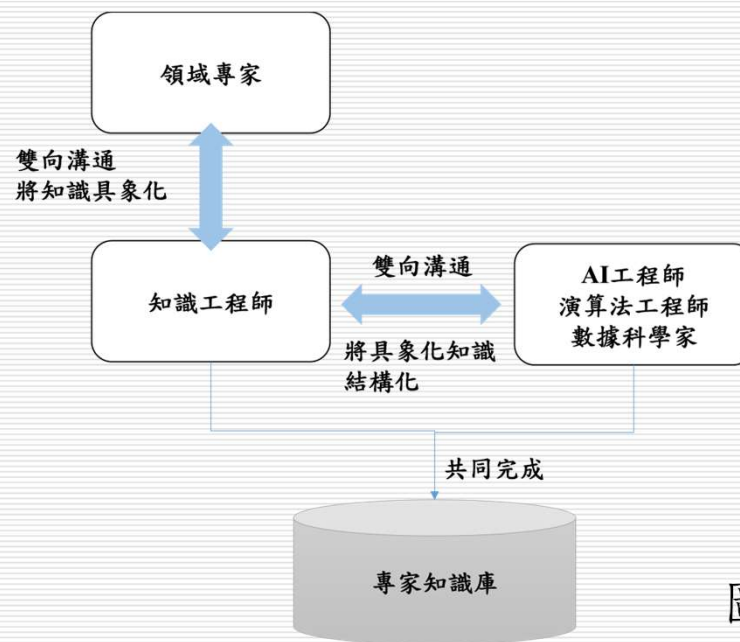 領域專家
雙向溝通
將知識具象化
知識工程師
雙向溝通
將具象化知識
結構化
AI工程師
演算法工程師
數據科學家
共同完成
專家知識庫